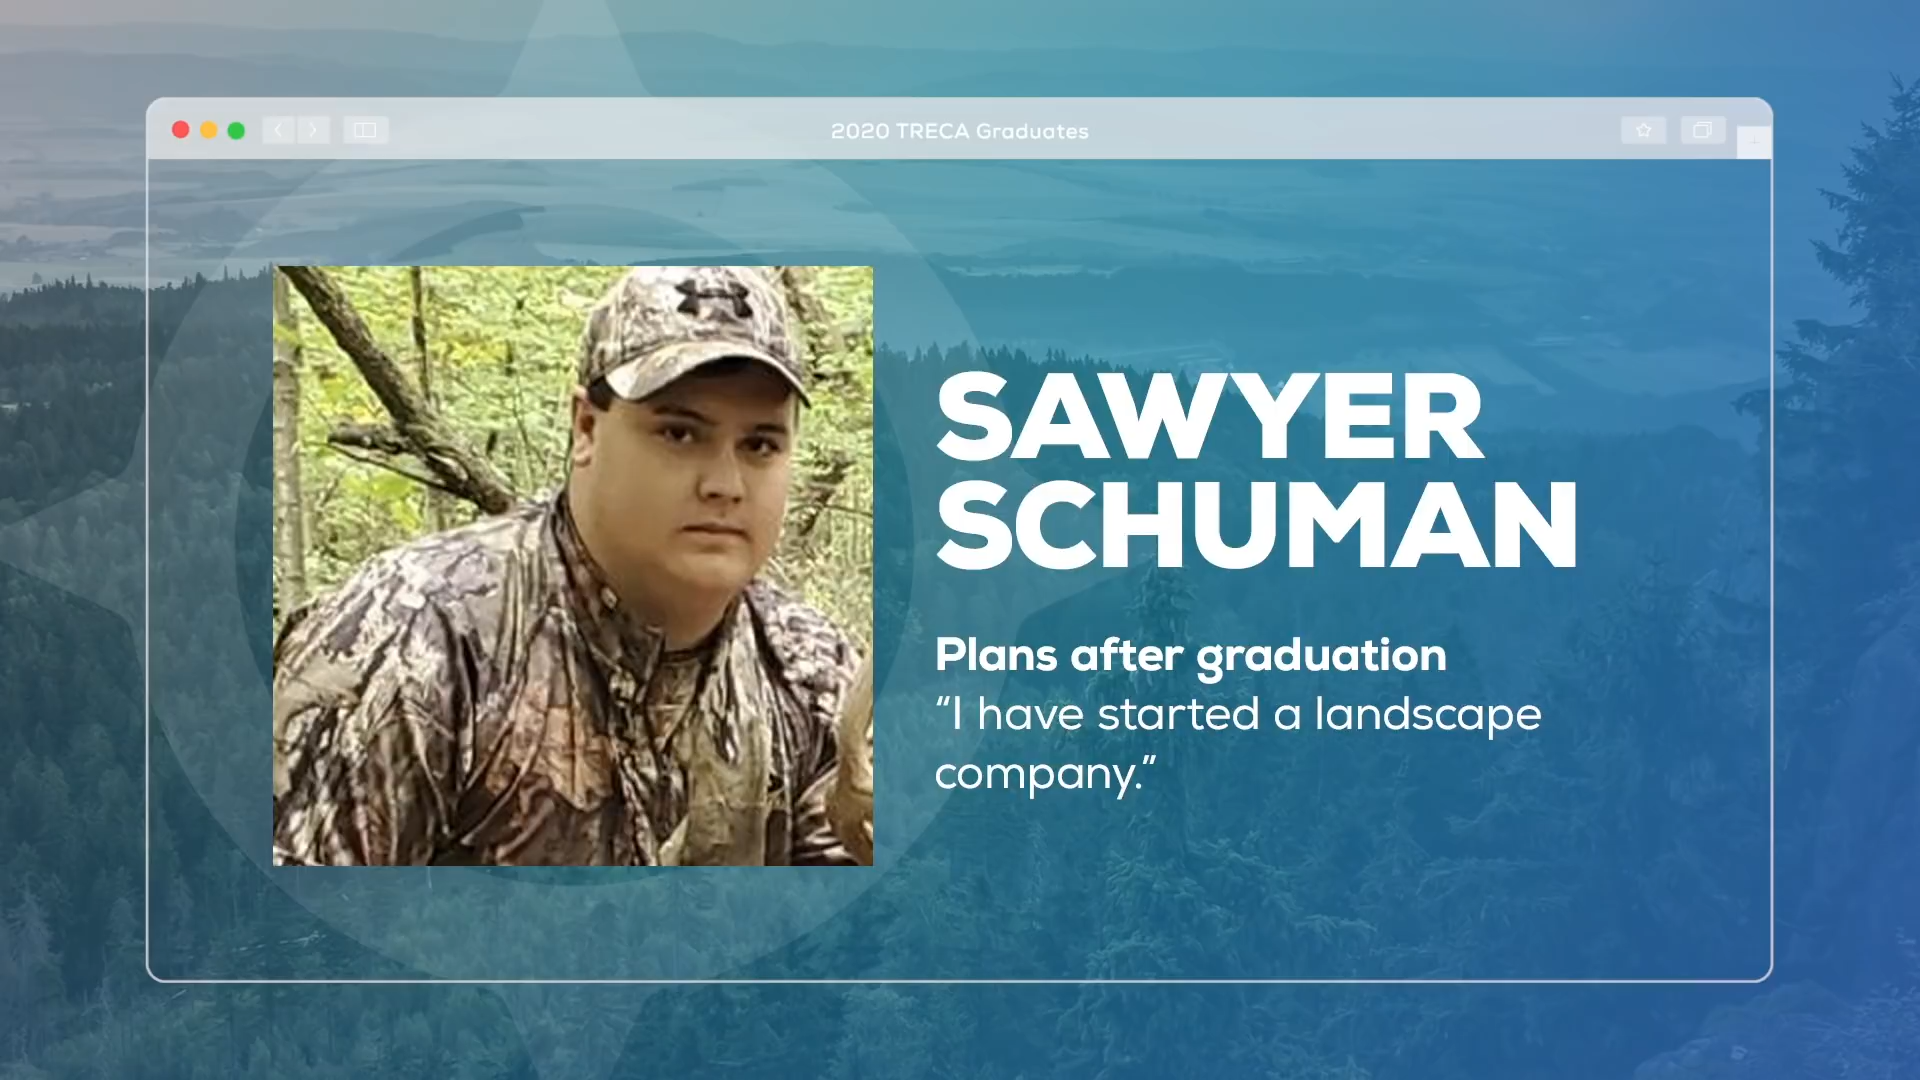 2020 TRECA Graduates
SAWYER
SCHUMAN
Plans after graduation
“I have started a landscape
company.”